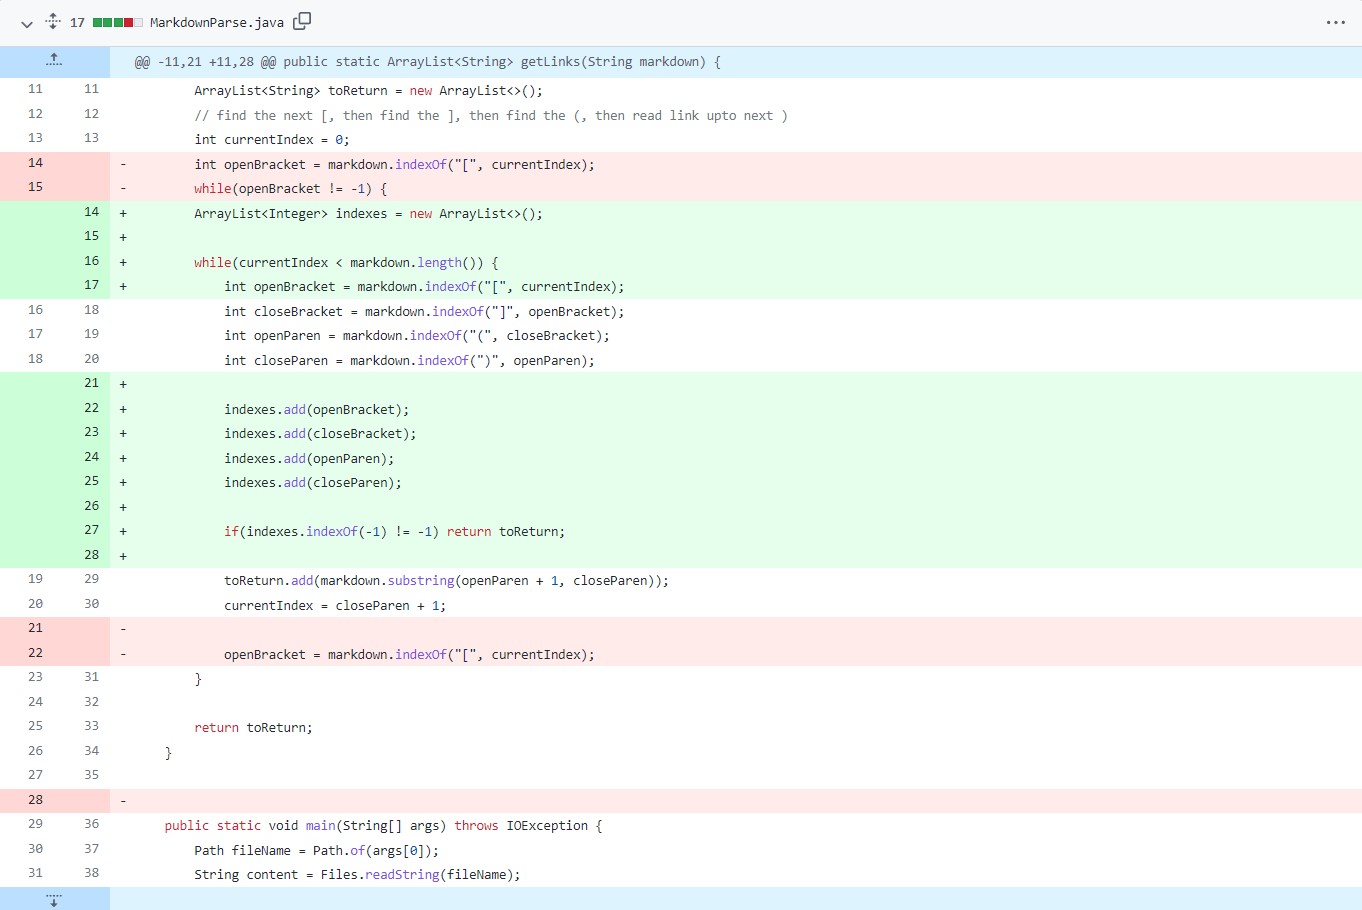 17 MarkdownParse.java
@@ -11,21 +11,28 @@ public static ArrayList<String> getLinks(String markdown) {
11 11 ArrayList<String> toReturn = new ArrayList<>();
12 12 // find the next [, then find the ], then find the (, then read link upto next )
13 13 int currentIndex = 0;
14 - int openBracket = markdown.indexOf("[", currentIndex);
15 - while(openBracket != -1) {
14 + ArrayList<Integer> indexes = new ArrayList<>();
15 +
16 + while(currentIndex < markdown.length()) {
17 + int openBracket = markdown.indexOf("[", currentIndex);
16 18 int closeBracket = markdown.indexOf("]", openBracket);
17 19 int openParen = markdown.indexOf("(", closeBracket);
18 20 int closeParen = markdown.indexOf(")", openParen);
21 +
22 + indexes.add(openBracket);
23 + indexes.add(closeBracket);
24 + indexes.add(openParen);
25 + indexes.add(closeParen);
26 +
27 + if(indexes.indexOf(-1) != -1) return toReturn;
28 +
19 29 toReturn.add(markdown.substring(openParen + 1, closeParen));
20 30 currentIndex = closeParen + 1;
21 -
22 - openBracket = markdown.indexOf("[", currentIndex);
23 31 }
24 32
25 33 return toReturn;
26 34 }
27 35
28 -
29 36 public static void main(String[] args) throws IOException {
30 37 Path fileName = Path.of(args[0]);
31 38 String content = Files.readString(fileName);